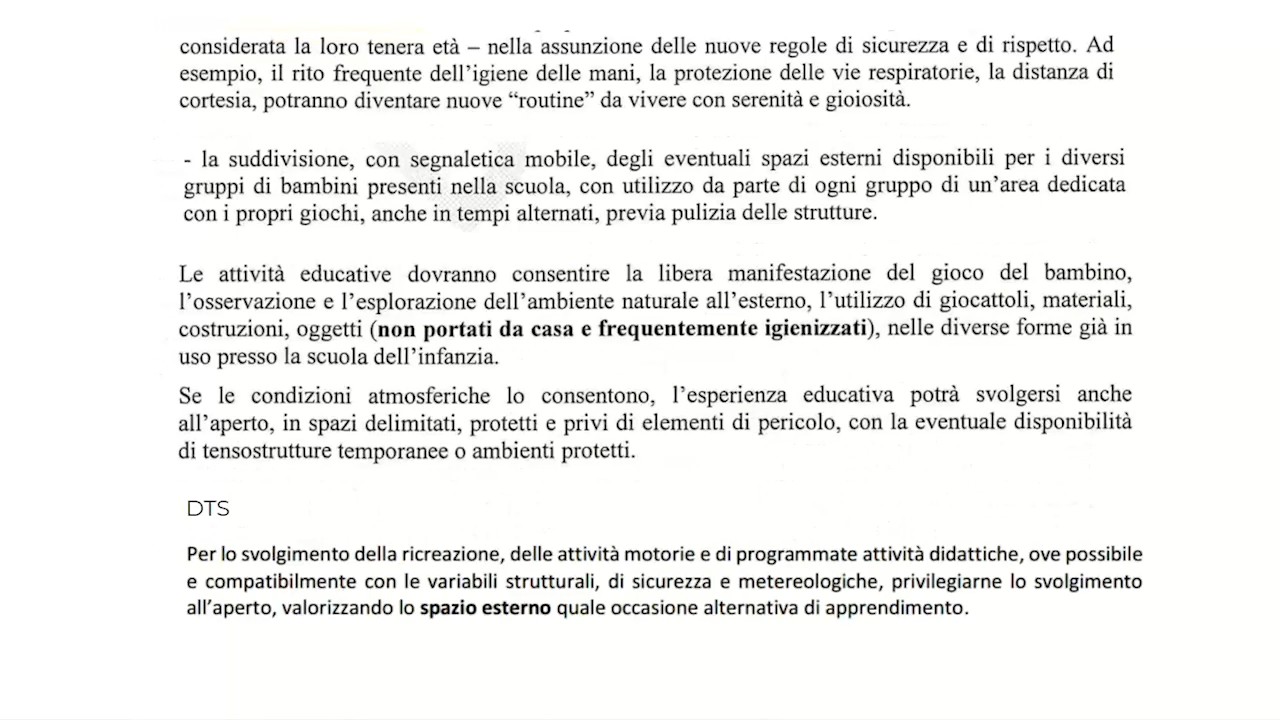 considerata la loro tenera età – nella assunzione delle nuove regole di sicurezza e di rispetto. Ad
esempio, il rito frequente dell’igiene delle mani, la protezione delle vie respiratorie, la distanza di
cortesia, potranno diventare nuove “routine” da vivere con serenità e gioiosità.
- la suddivisione, con segnaletica mobile, degli eventuali spazi esterni disponibili per i diversi
gruppi di bambini presenti nella scuola, con utilizzo da parte di ogni gruppo di un’area dedicata
con i propri giochi, anche in tempi alternati, previa pulizia delle strutture.
Le attività educative dovranno consentire la libera manifestazione del gioco del bambino,
l’osservazione e l’esplorazione dell’ambiente naturale all’esterno, l’utilizzo di giocattoli, materiali,
costruzioni, oggetti (non portati da casa e frequentemente igienizzati), nelle diverse forme già in
uso presso la scuola dell’infanzia.
Se le condizioni atmosferiche lo consentono, l’esperienza educativa potrà svolgersi anche
all’aperto, in spazi delimitati, protetti e privi di elementi di pericolo, con la eventuale disponibilità
di tensostrutture temporanee o ambienti protetti.
DTS
Per lo svolgimento della ricreazione, delle attività motorie e di programmate attività didattiche, ove possibile
e compatibilmente con le variabili strutturali, di sicurezza e metereologiche, privilegiarne lo svolgimento
all’aperto, valorizzando lo spazio esterno quale occasione alternativa di apprendimento.